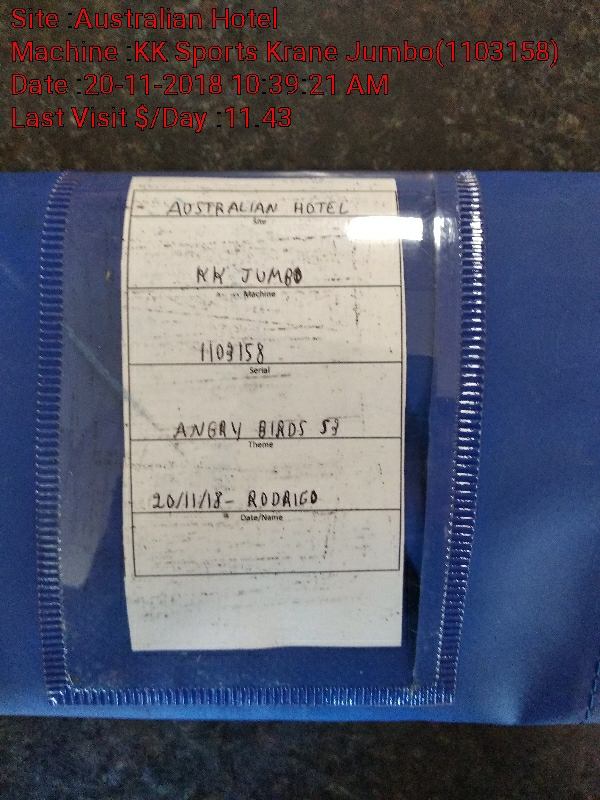 Site :Australian Hotel
Machine :KK Sports Krane Jumbo(1103158)
Date :20-11-2018 10:39:21 AM
Last Visit $/Day :11.43
AUSTRALIAN HOTEL
Site
KK JUMBO
Machine
1103158
Serial
ANGRY BIRDS S3
Theme
20/11/18- RODRIGO
Date/Name